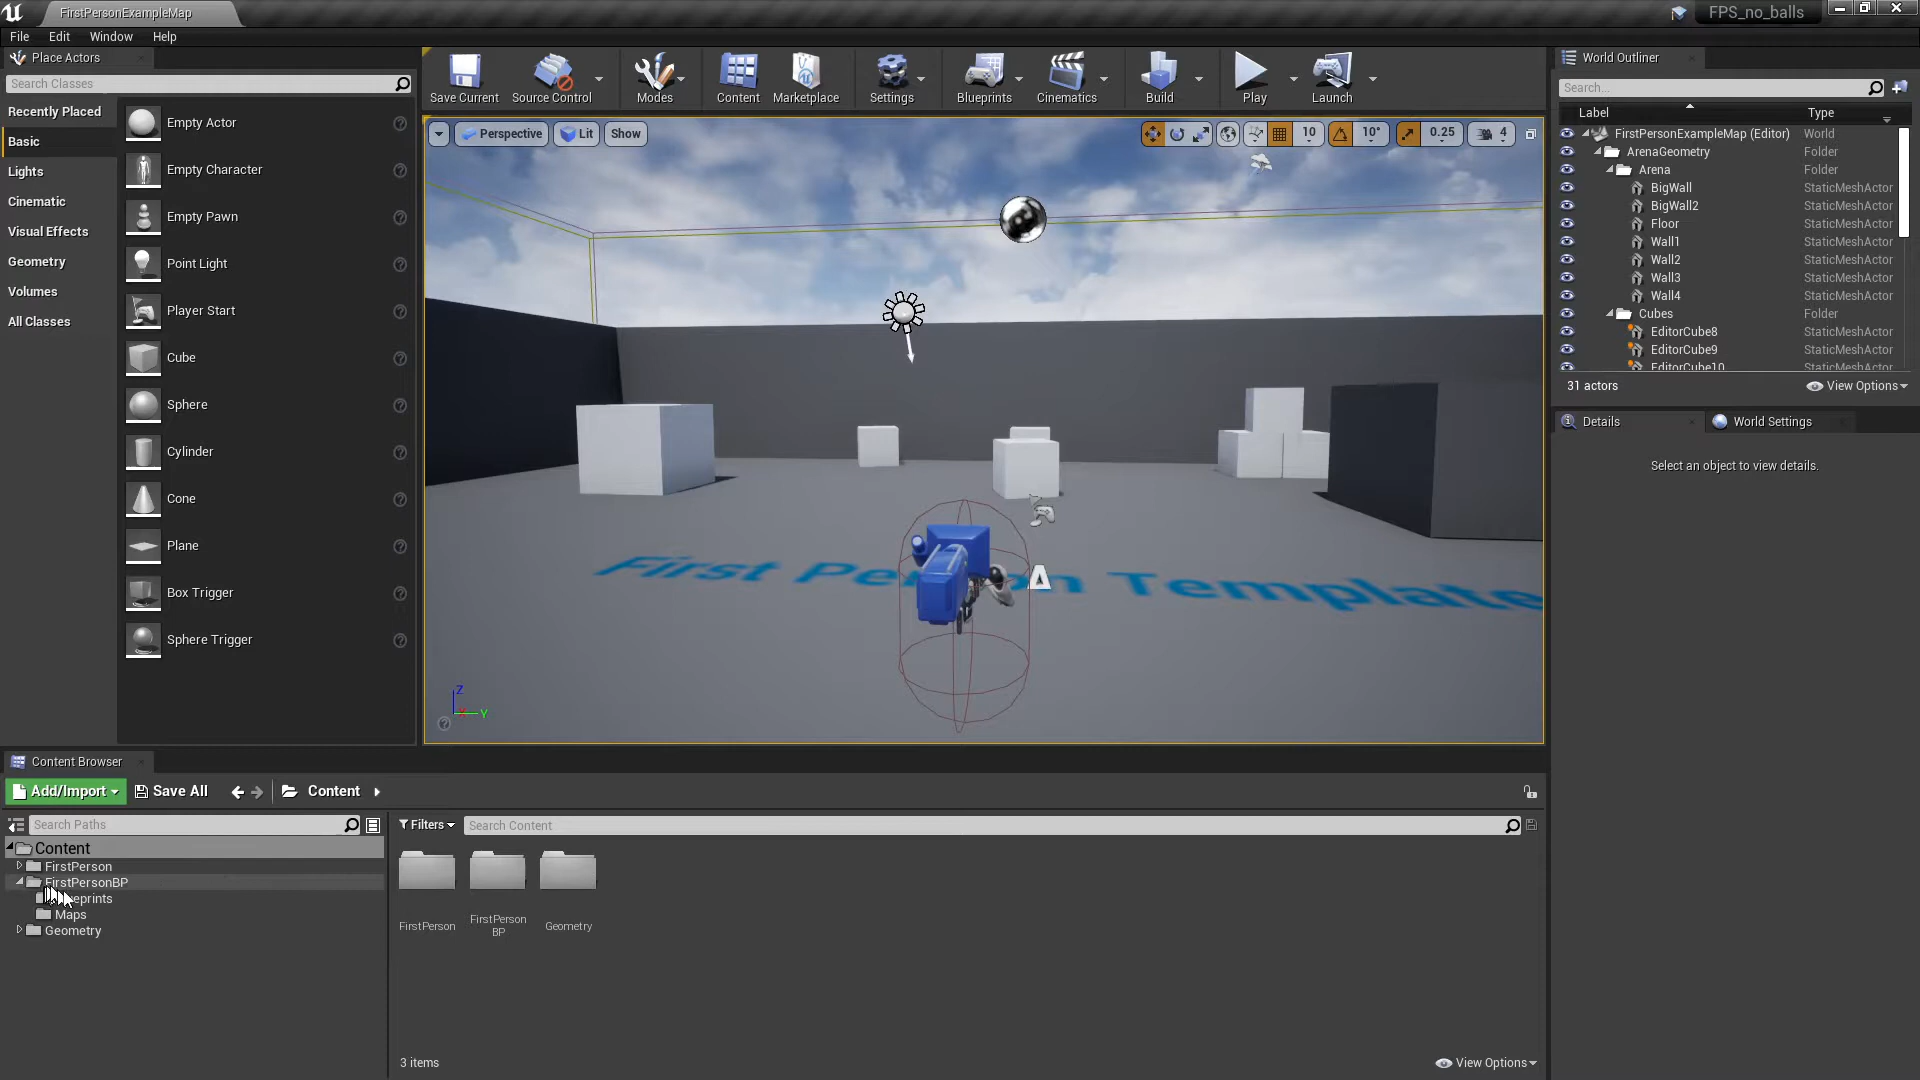 FirstPersonExampleMap
FPS_no_balls
File Edit Window Help
Place Actors
Search Classes
Recently Placed
Basic
Lights
Cinematic
Visual Effects
Geometry
Volumes
All Classes
Empty Actor
Empty Character
Empty Pawn
Point Light
Player Start
Cube
Sphere
Cylinder
Cone
Plane
Box Trigger
Sphere Trigger
Save Current Source Control Modes Content Marketplace Settings Blueprints Cinematics Build Play Launch
Perspective Lit Show
10 10° 0.25 4
First Person Template
Z
Y
World Outliner
Search...
Label Type
FirstPersonExampleMap (Editor) World
ArenaGeometry Folder
Arena Folder
BigWall StaticMeshActor
BigWall2 StaticMeshActor
Floor StaticMeshActor
Wall1 StaticMeshActor
Wall2 StaticMeshActor
Wall3 StaticMeshActor
Wall4 StaticMeshActor
Cubes Folder
EditorCube8 StaticMeshActor
EditorCube9 StaticMeshActor
EditorCube10 StaticMeshActor
31 actors View Options
Details World Settings
Select an object to view details.
Content Browser
Add/Import Save All Content
Search Paths
Content
FirstPerson
FirstPersonBP
eprints
Maps
Geometry
Filters Search Content
FirstPerson
FirstPerson
BP
Geometry
3 items View Options